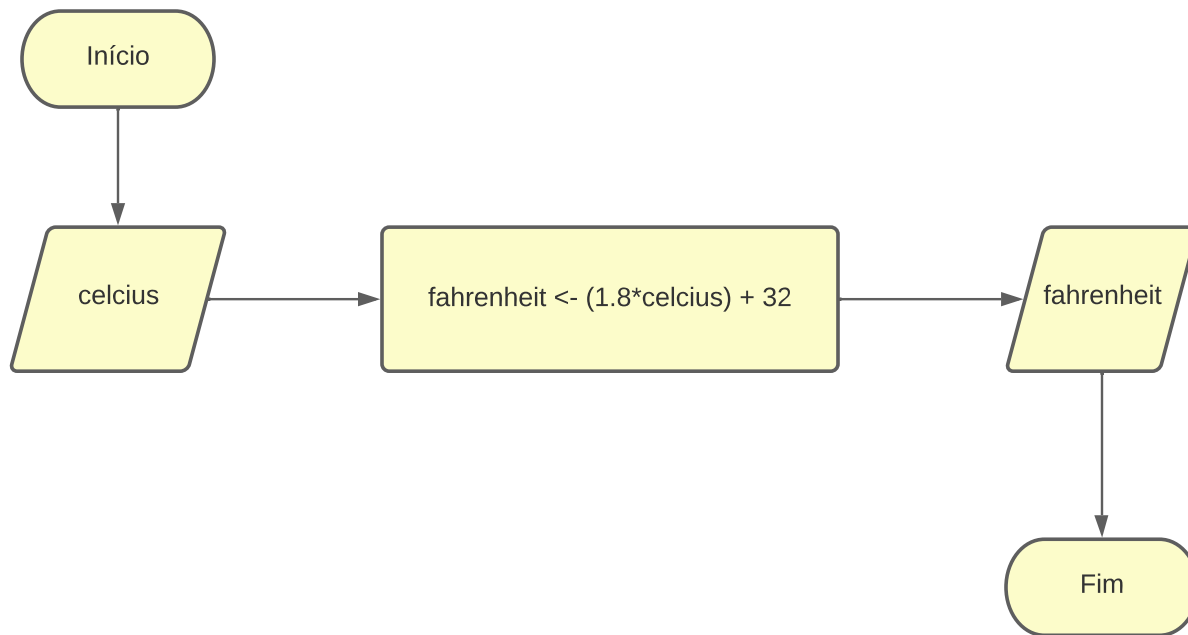 Início
celcius
fahrenheit <- (1.8*celcius) + 32
fahrenheit
Fim